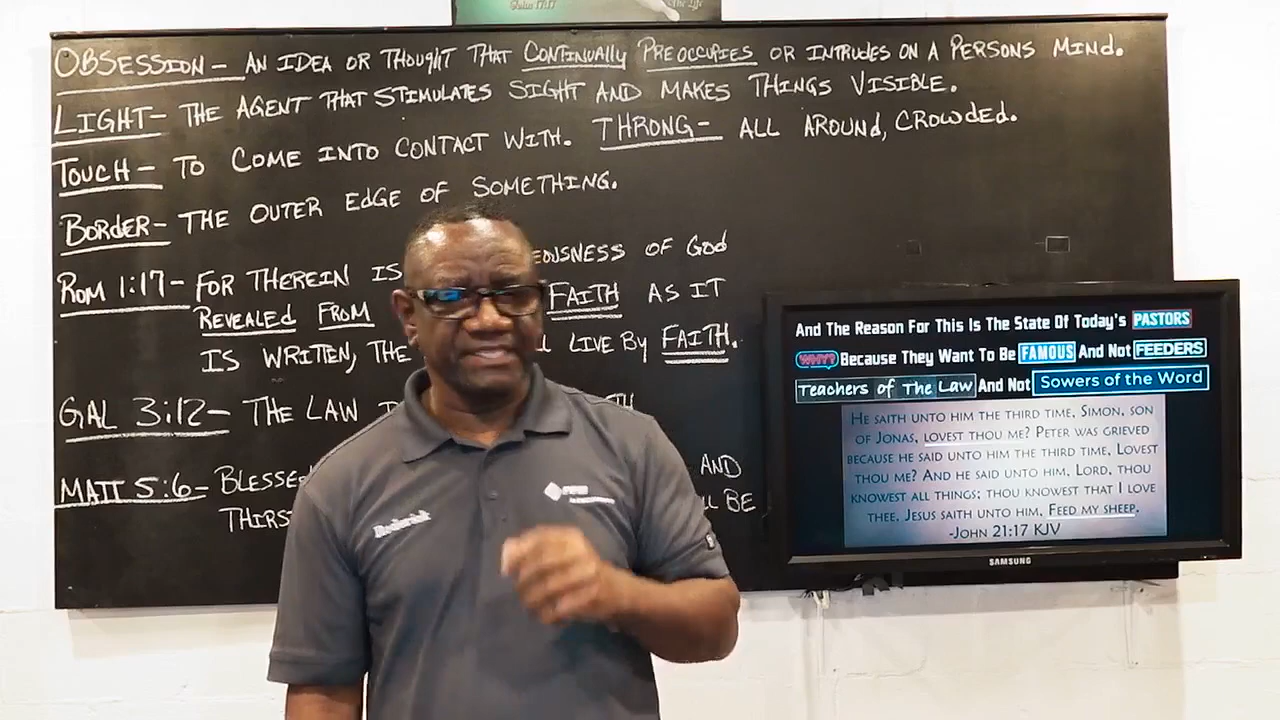 John 17:17
The Life
OBSESSION - AN IDEA OR THOUGHT THAT CONTINUALLY PREOCCUPIES OR INTRUDES ON A PERSONS MIND.
LIGHT - THE AGENT THAT STIMULATES SIGHT AND MAKES THINGS VISIBLE.
TOUCH - TO COME INTO CONTACT WITH. THRONG - ALL AROUND, CROWDED.
BORDER - THE OUTER EDGE OF SOMETHING.
ROM 1:17 - FOR THEREIN IS OF GOD
REVEALED FROM FAITH AS IT
IS WRITTEN, THE LIVE BY FAITH.
GAL 3:12 - THE LAW
MATT 5:6 - AND
BE
And The Reason For This Is The State Of Today's PASTORS
WHY? Because They Want To Be FAMOUS And Not FEEDERS
Teachers of The Law And Not Sowers of the Word
HE SAITH UNTO HIM THE THIRD TIME, SIMON, SON
OF JONAS, LOVEST THOU ME? PETER WAS GRIEVED
BECAUSE HE SAID UNTO HIM THE THIRD TIME, LOVEST
THOU ME? AND HE SAID UNTO HIM, LORD, THOU
KNOWEST ALL THINGS; THOU KNOWEST THAT I LOVE
THEE. JESUS SAITH UNTO HIM, FEED MY SHEEP.
-JOHN 21:17 KJV
SAMSUNG